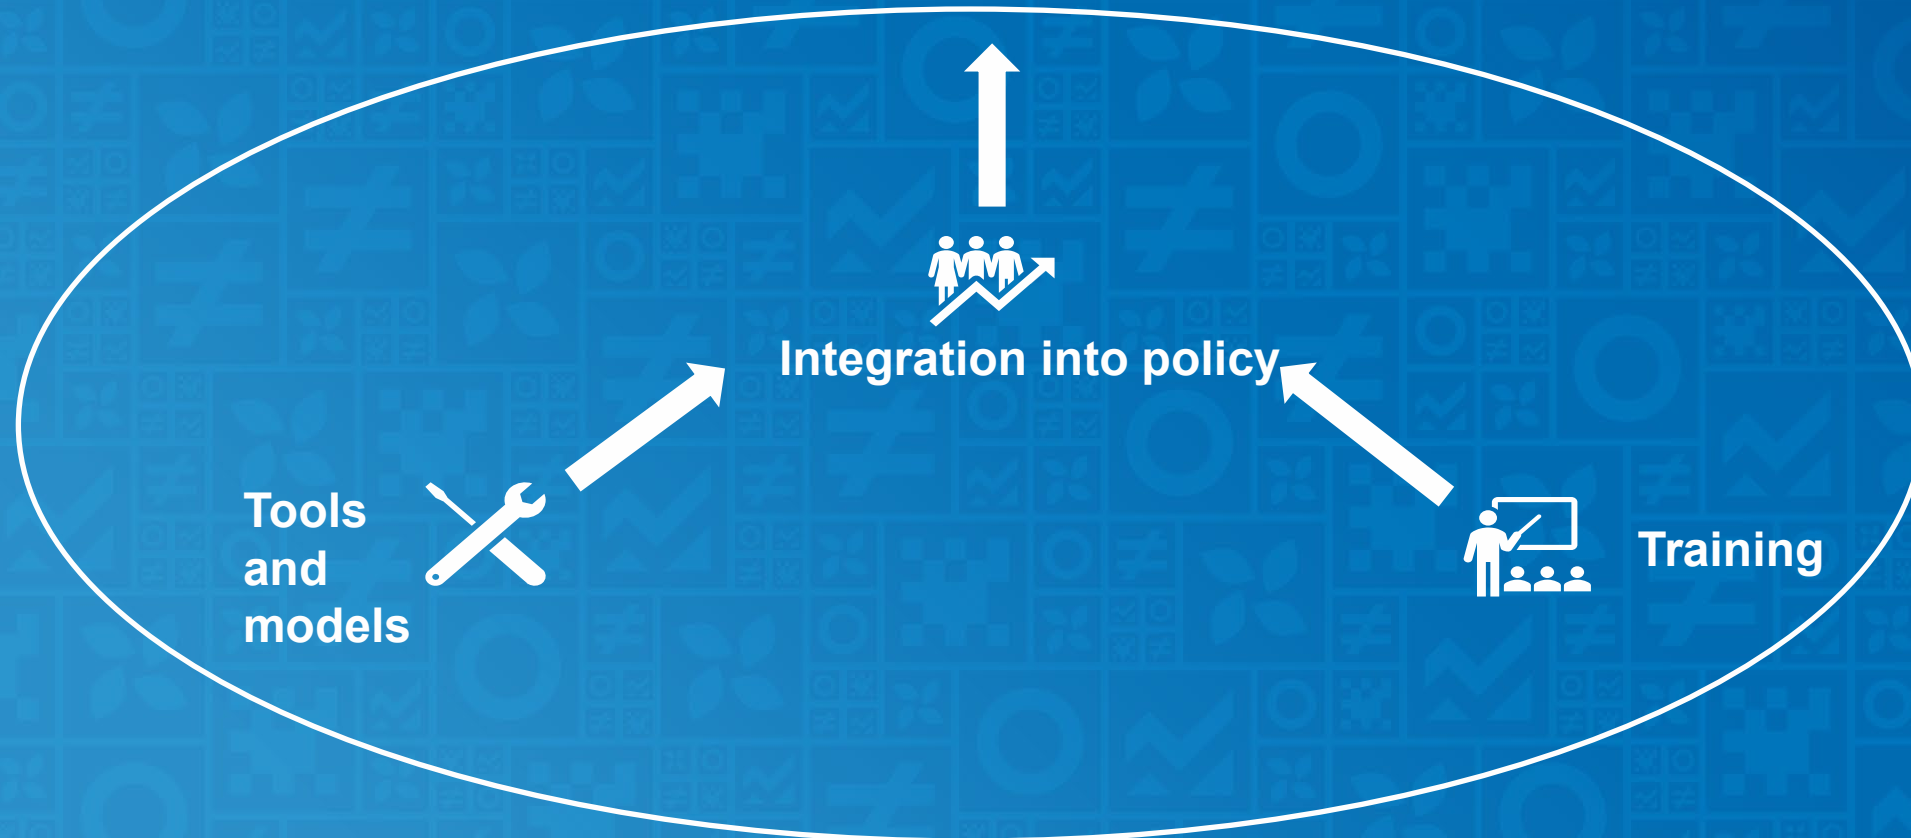 Integration into policy
Tools
and
models
Training